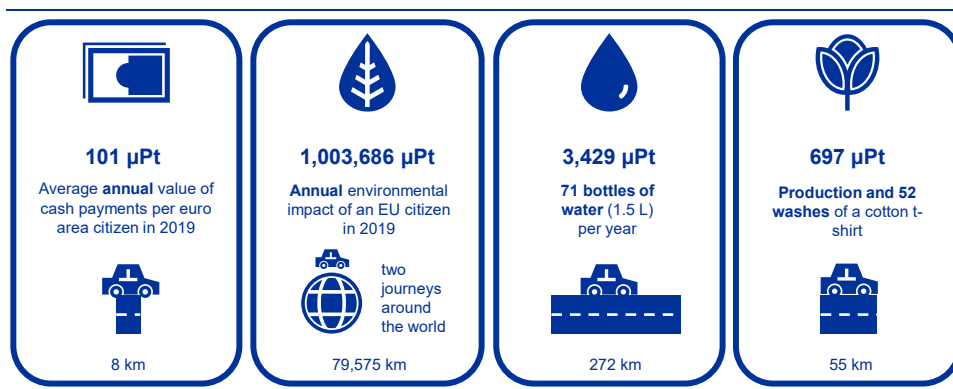 101 µPt
Average annual value of
cash payments per euro
area citizen in 2019
8 km
1,003,686 µPt
Annual environmental
impact of an EU citizen
in 2019
two
journeys
around
the world
79,575 km
3,429 µPt
71 bottles of
water (1.5 L)
per year
272 km
697 µPt
Production and 52
washes of a cotton t-
shirt
55 km